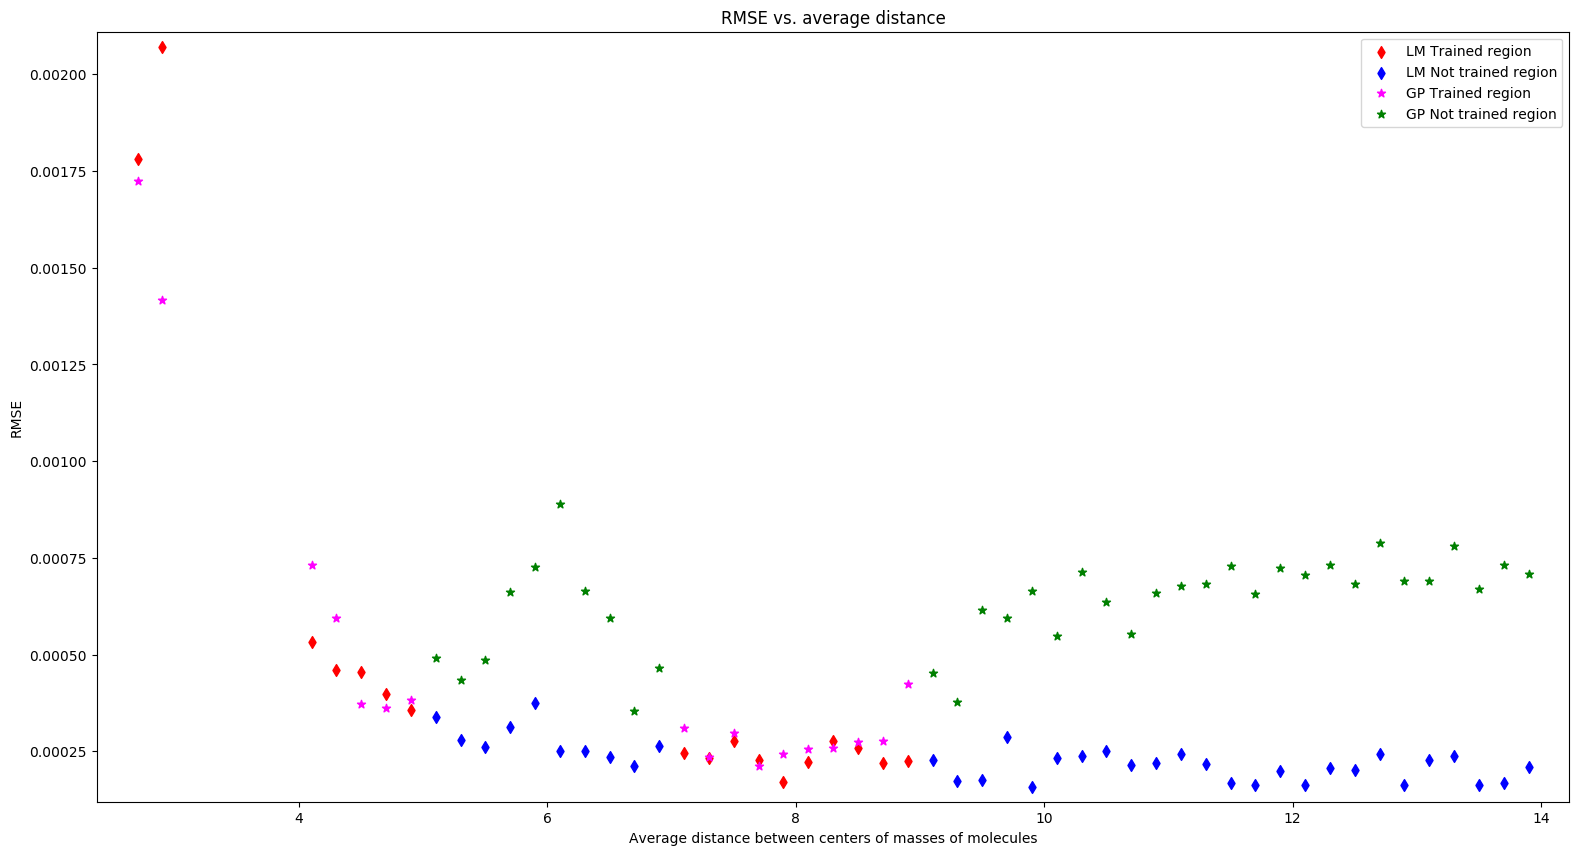 RMSE vs. average distance
LM Trained region
LM Not trained region
GP Trained region
GP Not trained region
0.00200
0.00175
0.00150
0.00125
0.00100
0.00075
0.00050
0.00025
RMSE
4 6 8 10 12 14
Average distance between centers of masses of molecules